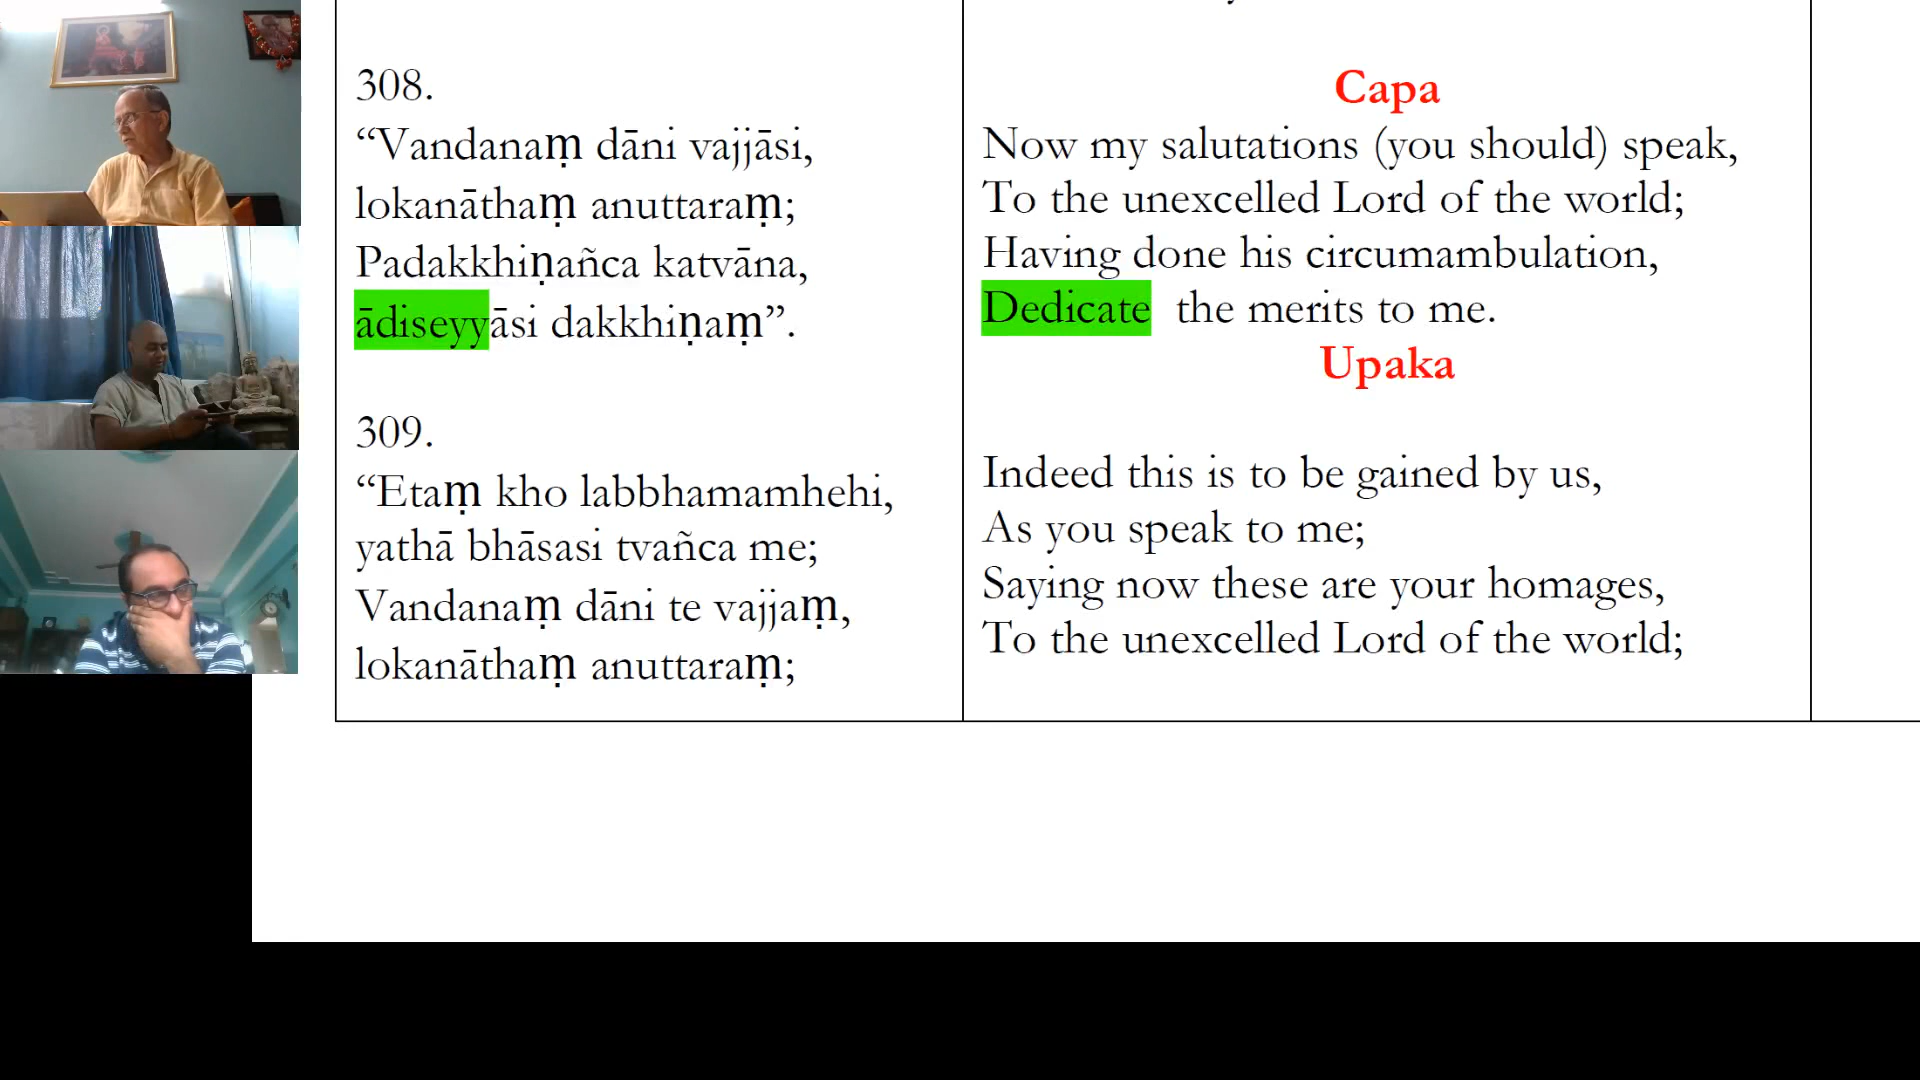 308.
“Vandanaṃ dāni vajjāsi,
lokanāthaṃ anuttaraṃ;
Padakkhiṇañca katvāna,
ādiseyyāsi dakkhiṇaṃ”.
309.
“Etaṃ kho labbhamamhehi,
yathā bhāsasi tvañca me;
Vandanaṃ dāni te vajjaṃ,
lokanāthaṃ anuttaraṃ;
Capa
Now my salutations (you should) speak,
To the unexcelled Lord of the world;
Having done his circumambulation,
Dedicate the merits to me.
Upaka
Indeed this is to be gained by us,
As you speak to me;
Saying now these are your homages,
To the unexcelled Lord of the world;